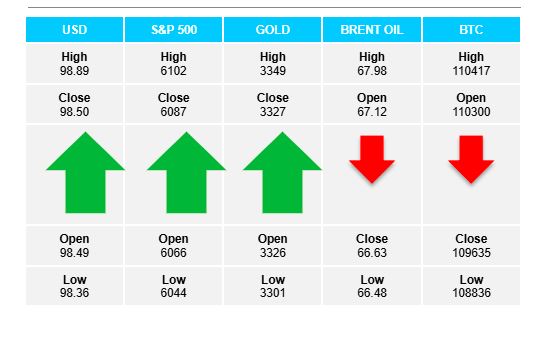 USD S&P 500 GOLD BRENT OIL BTC
High High High High High
98.89 6102 3349 67.98 110417
Close Close Close Open Open
98.50 6087 3327 67.12 110300
Open Open Open Close Close
98.49 6066 3326 66.63 109635
Low Low Low Low Low
98.36 6044 3301 66.48 108836